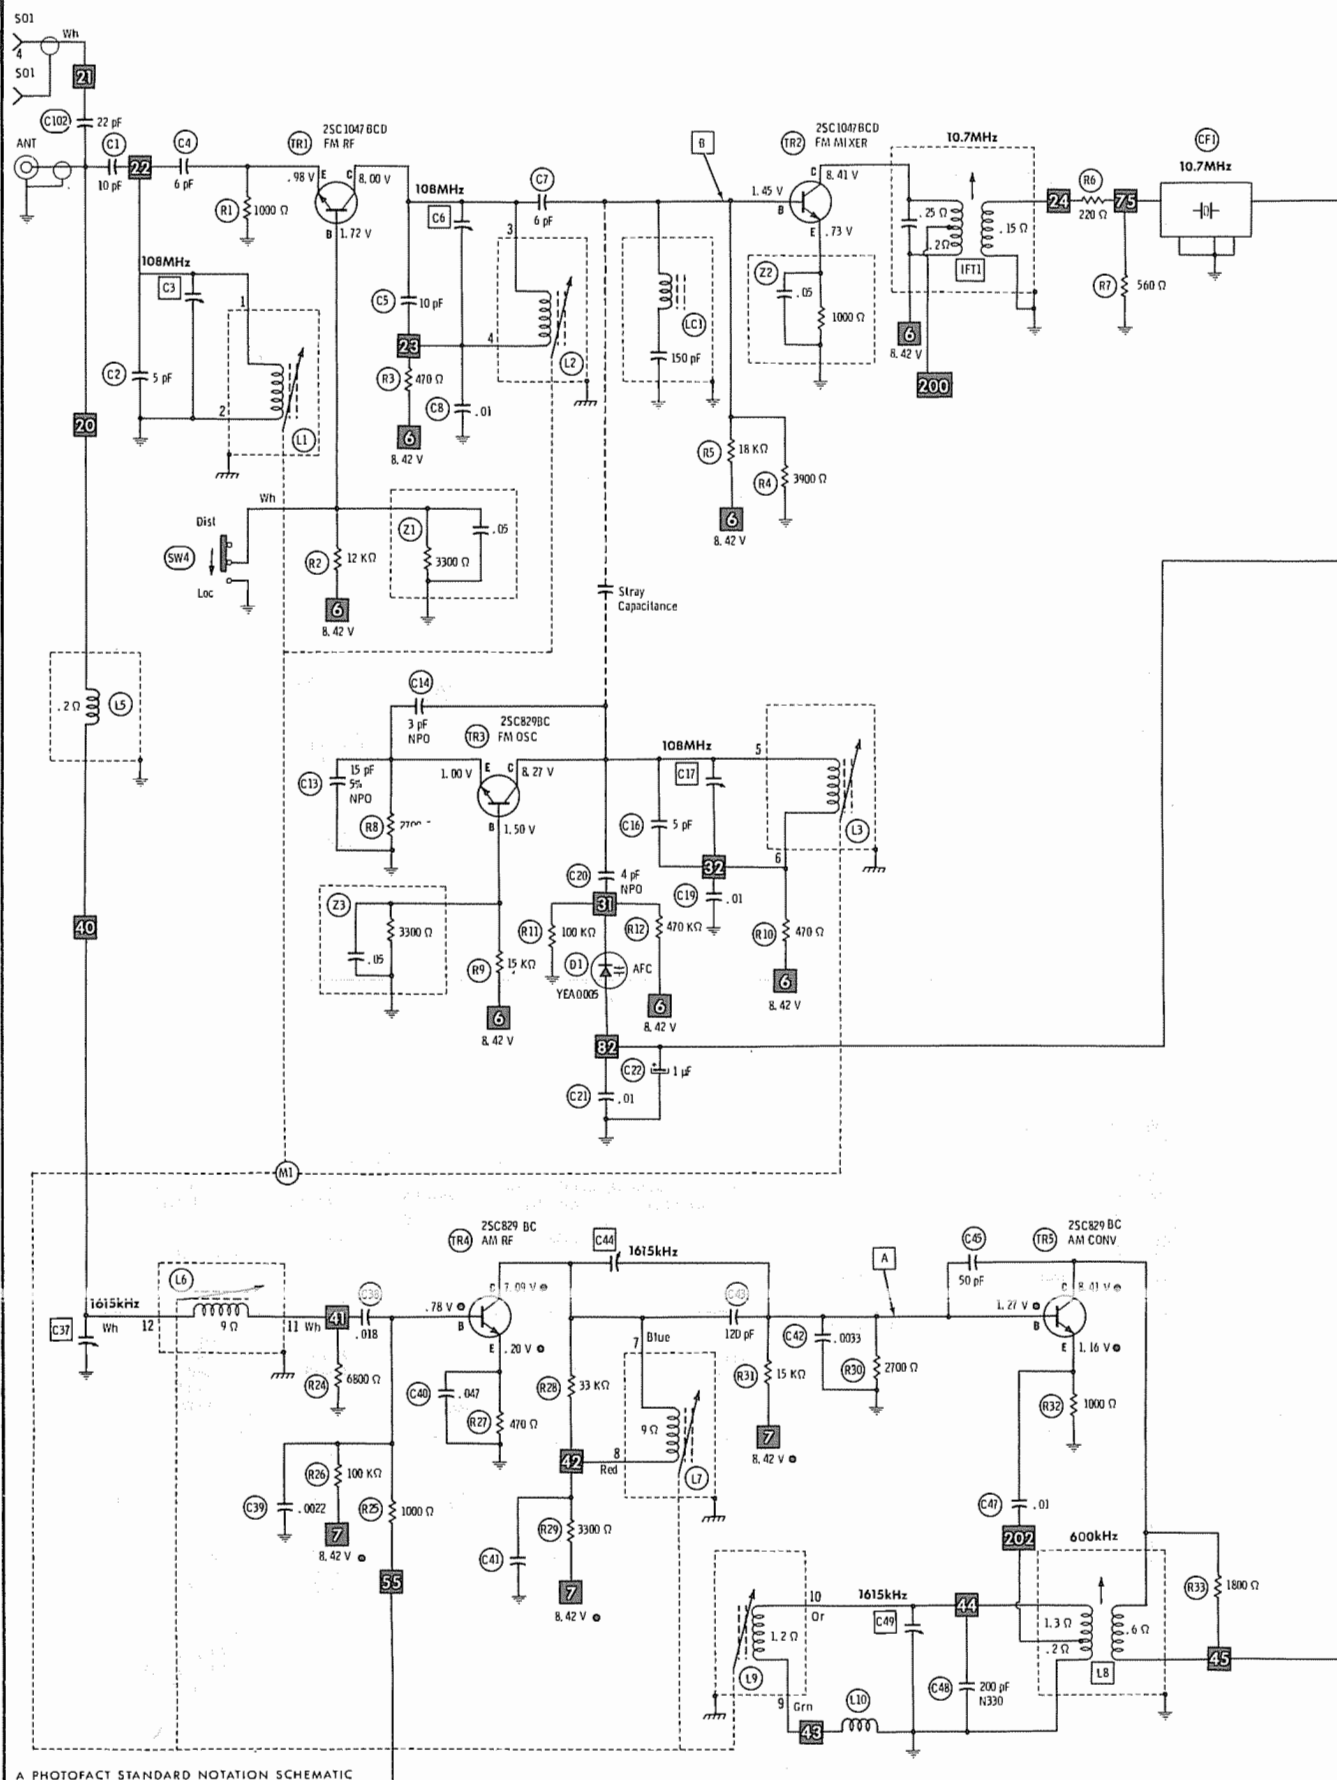 S01
Wh
4
S01
21
C102 22 pF
ANT
C1
10 pF
22
C4
6 pF
TR1
2SC1047BCD
FM RF
.98 V E
C 8.00 V
B 1.72 V
R1 1000 Ω
108MHz
C3
1
C2 5 pF
2
L1
20
108MHz
C6
C7
6 pF
3
C5 10 pF
23
4
L2
R3 470 Ω
C8 .01
6
8.42 V
B
LC1
150 pF
TR2
2SC1047BCD
FM MIXER
1.45 V
B
C 8.41 V
E .73 V
Z2
.05
1000 Ω
10.7MHz
.25 Ω
.2Ω
.15 Ω
IFT1
6
8.42 V
200
24
R6
220 Ω
75
R7 560 Ω
CF1
10.7MHz
R5 18 KΩ
R4 3900 Ω
6
8.42 V
Wh
Dist
SW4
Loc
R2 12 KΩ
6
8.42 V
Z1
3300 Ω
.05
Stray
Capacitance
.2Ω L5
C14
3 pF
NPO
TR3
2SC829BC
FM OSC
C13
15 pF
5%
NPO
1.00 V E
C 8.27 V
B 1.50 V
R8
108MHz
C17
5
C16 5 pF
L3
6
32
C19 .01
C20 4 pF
NPO
31
R11 100 KΩ
R12 470 KΩ
R10 470 Ω
D1
AFC
YEA0005
6
8.42 V
6
8.42 V
Z3
3300 Ω
.05
R9 15 KΩ
6
8.42 V
40
82
C22 + 1 µF
C21 .01
M1
1615kHz
C37
Wh
12
L6
9 Ω
11 Wh
41
C38
.018
R24 6800 Ω
TR4
2SC829 BC
AM RF
C 7.09 V
.78 V
B
E .20 V
C40 .047
R27 470 Ω
R26 100 KΩ
C39 .0022
7
8.42 V
R25 1000 Ω
55
C44
1615kHz
C43
120 pF
R28 33 KΩ
7
Blue
9 Ω
8
Red
42
L7
C41
R29 3300 Ω
7
8.42 V
R31 15 KΩ
7
8.42 V
C42 .0033
R30 2700 Ω
A
C45
50 pF
TR5
2SC829 BC
AM CONV
C 8.41 V
1.27 V
B
E 1.16 V
R32 1000 Ω
C47 .01
202
600kHz
1.3 Ω
.2Ω
.6 Ω
L8
R33 1800 Ω
45
10
Or
1615kHz
C49
44
1.2 Ω
L9
C48
200 pF
N330
9
Grn
43
L10
A PHOTOFACT STANDARD NOTATION SCHEMATIC